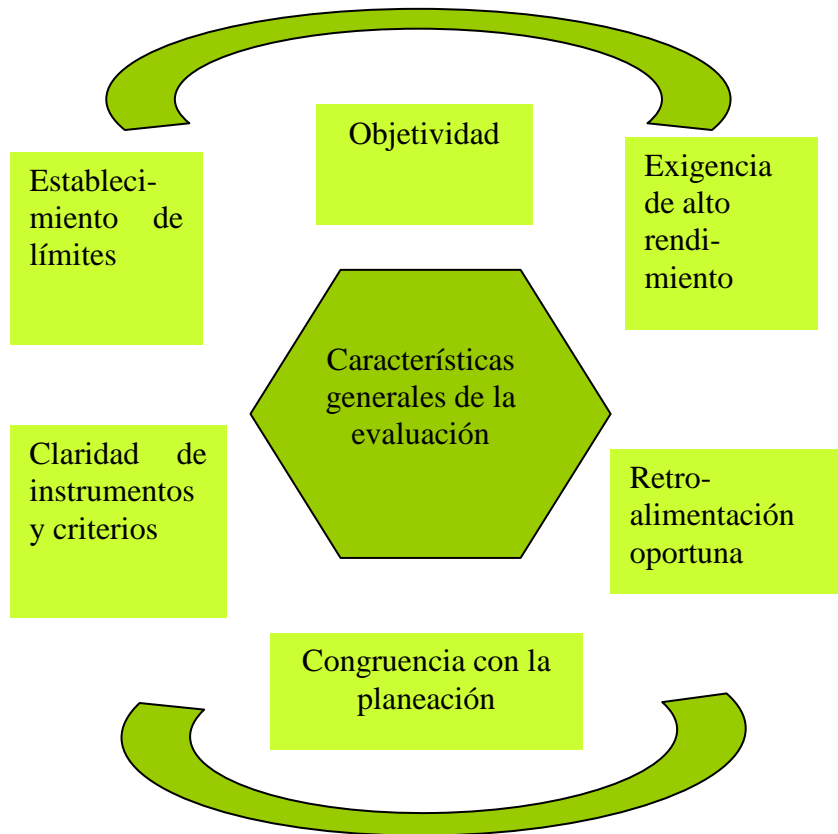 Objetividad
Estableci-
miento de
límites
Exigencia
de alto
rendi-
miento
Características
generales de la
evaluación
Claridad de
instrumentos
y criterios
Retro-
alimentación
oportuna
Congruencia con la
planeación